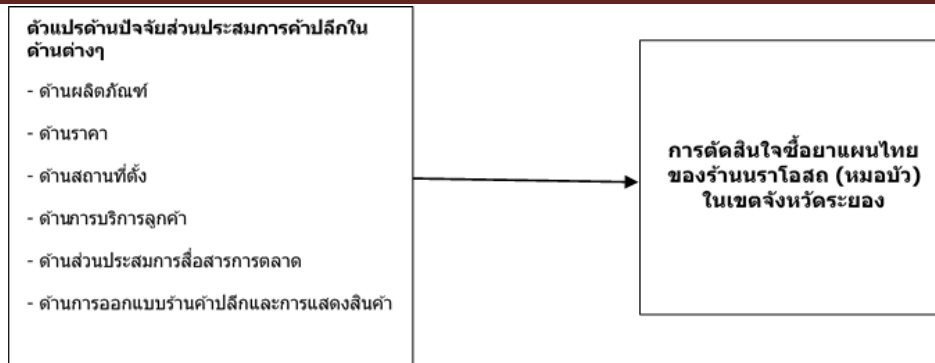 ตัวแปรด้านปัจจัยส่วนประสมการค้าปลีกใน
ด้านต่างๆ
- ด้านผลิตภัณฑ์
- ด้านราคา
- ด้านสถานที่ตั้ง
- ด้านการบริการลูกค้า
- ด้านส่วนประสมการสื่อสารการตลาด
- ด้านการออกแบบร้านค้าปลีกและการแสดงสินค้า
การตัดสินใจซื้อยาแผนไทย
ของร้านนราโอสถ (หมอบัว)
ในเขตจังหวัดระยอง